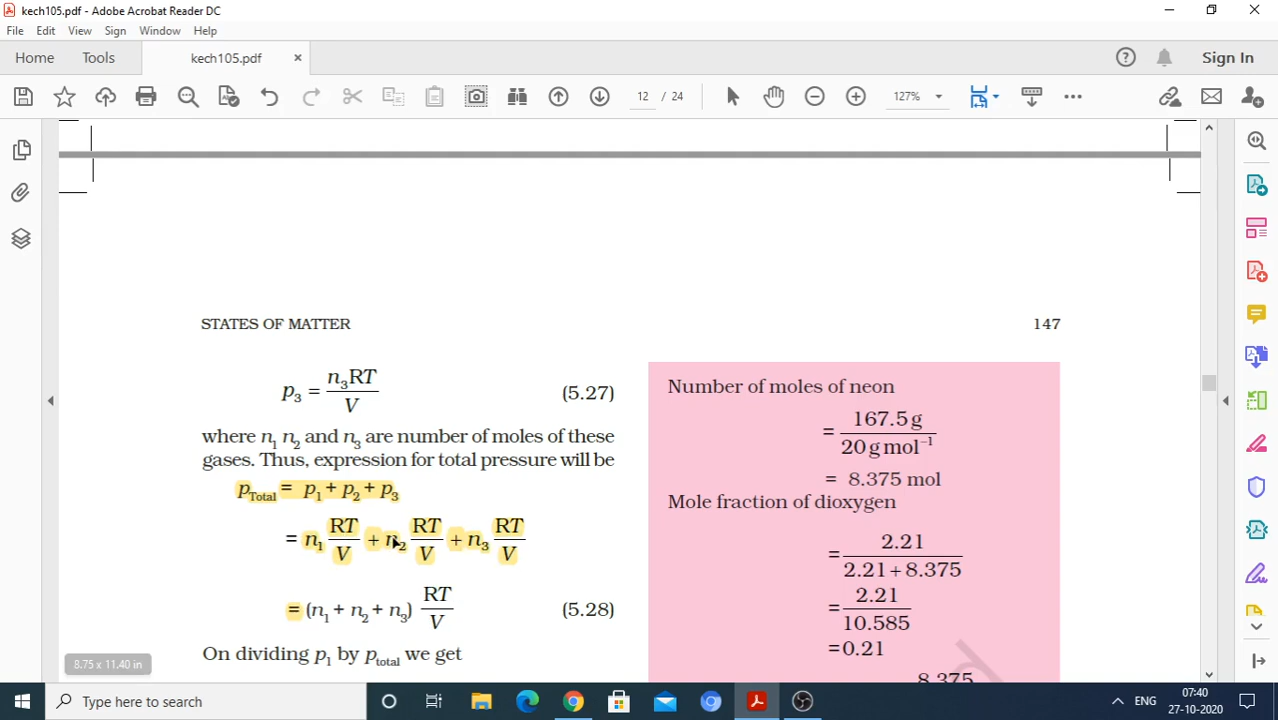 kech105.pdf - Adobe Acrobat Reader DC
File Edit View Sign Window Help
Home Tools kech105.pdf × Sign In
12 / 24 127%
STATES OF MATTER 147
p₃ = n₃RT / V (5.27)
where n₁ n₂ and n₃ are number of moles of these
gases. Thus, expression for total pressure will be
p_Total = p₁ + p₂ + p₃
= n₁ RT/V + n₂ RT/V + n₃ RT/V
= (n₁ + n₂ + n₃) RT/V (5.28)
On dividing p₁ by p_total we get
Number of moles of neon
= 167.5 g / 20 g mol⁻¹
= 8.375 mol
Mole fraction of dioxygen
= 2.21 / 2.21 + 8.375
= 2.21 / 10.585
= 0.21
8.375
d
8.75 x 11.40 in
Type here to search
ENG 07:40
27-10-2020